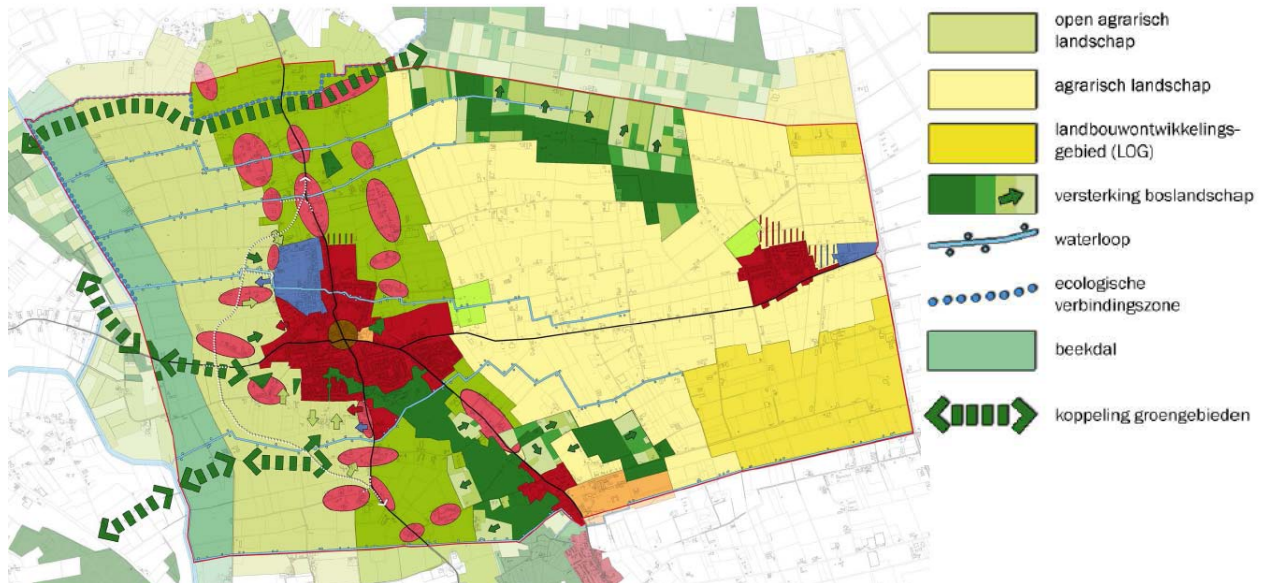 open agrarisch
landschap
agrarisch landschap
landbouwontwikkelings-
gebied (LOG)
versterking boslandschap
waterloop
ecologische
verbindingszone
beekdal
koppeling groengebieden